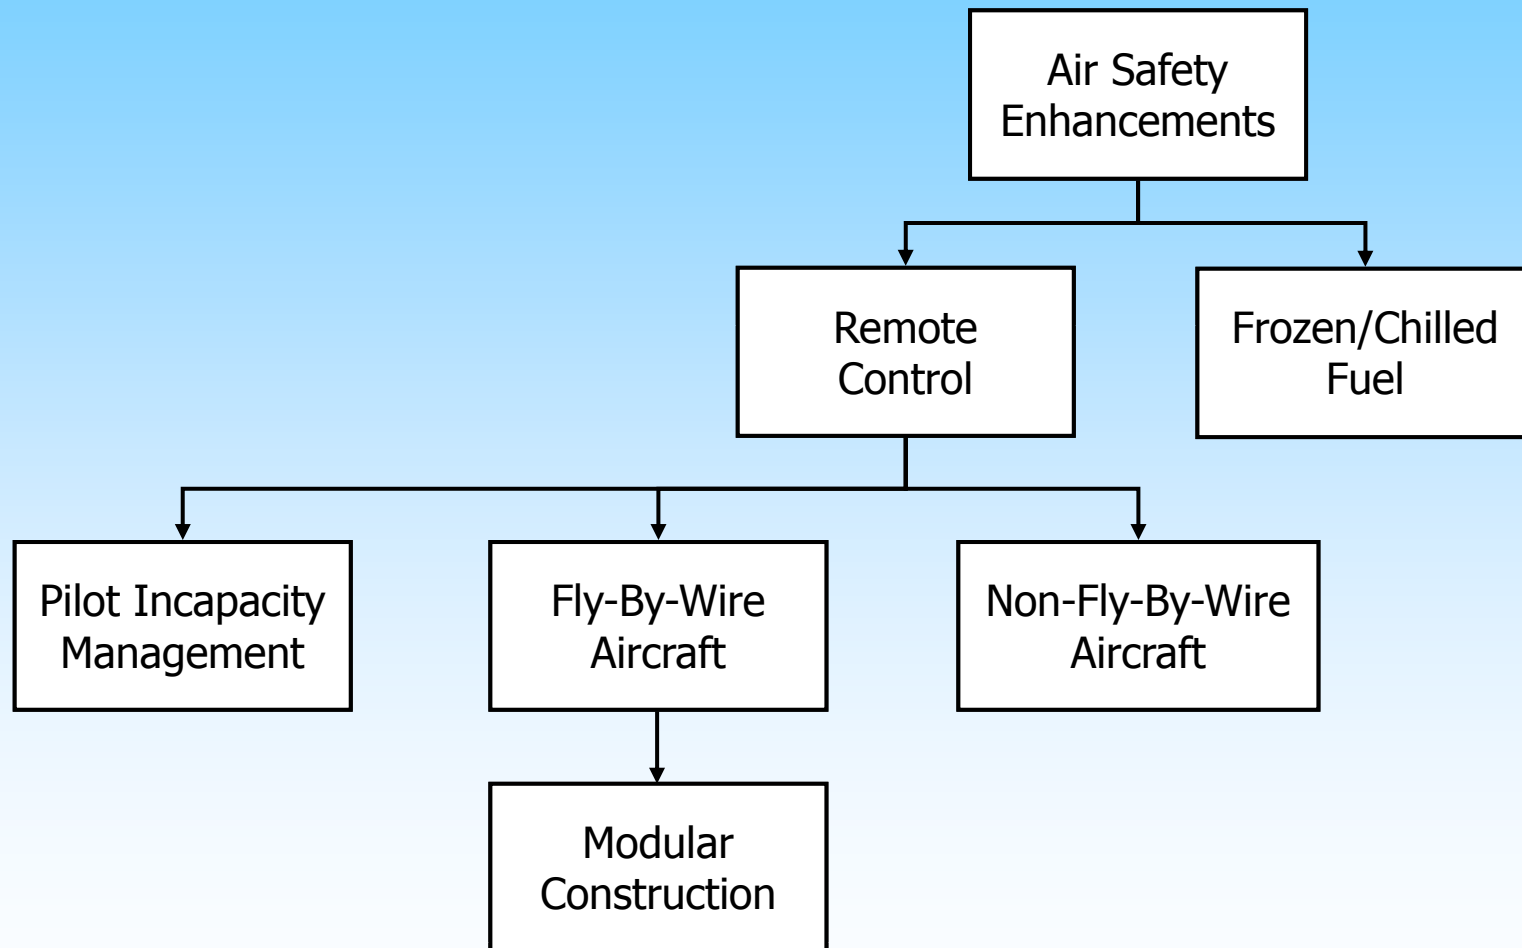 Air Safety
Enhancements
Remote
Control
Frozen/Chilled
Fuel
Pilot Incapacity
Management
Fly-By-Wire
Aircraft
Non-Fly-By-Wire
Aircraft
Modular
Construction